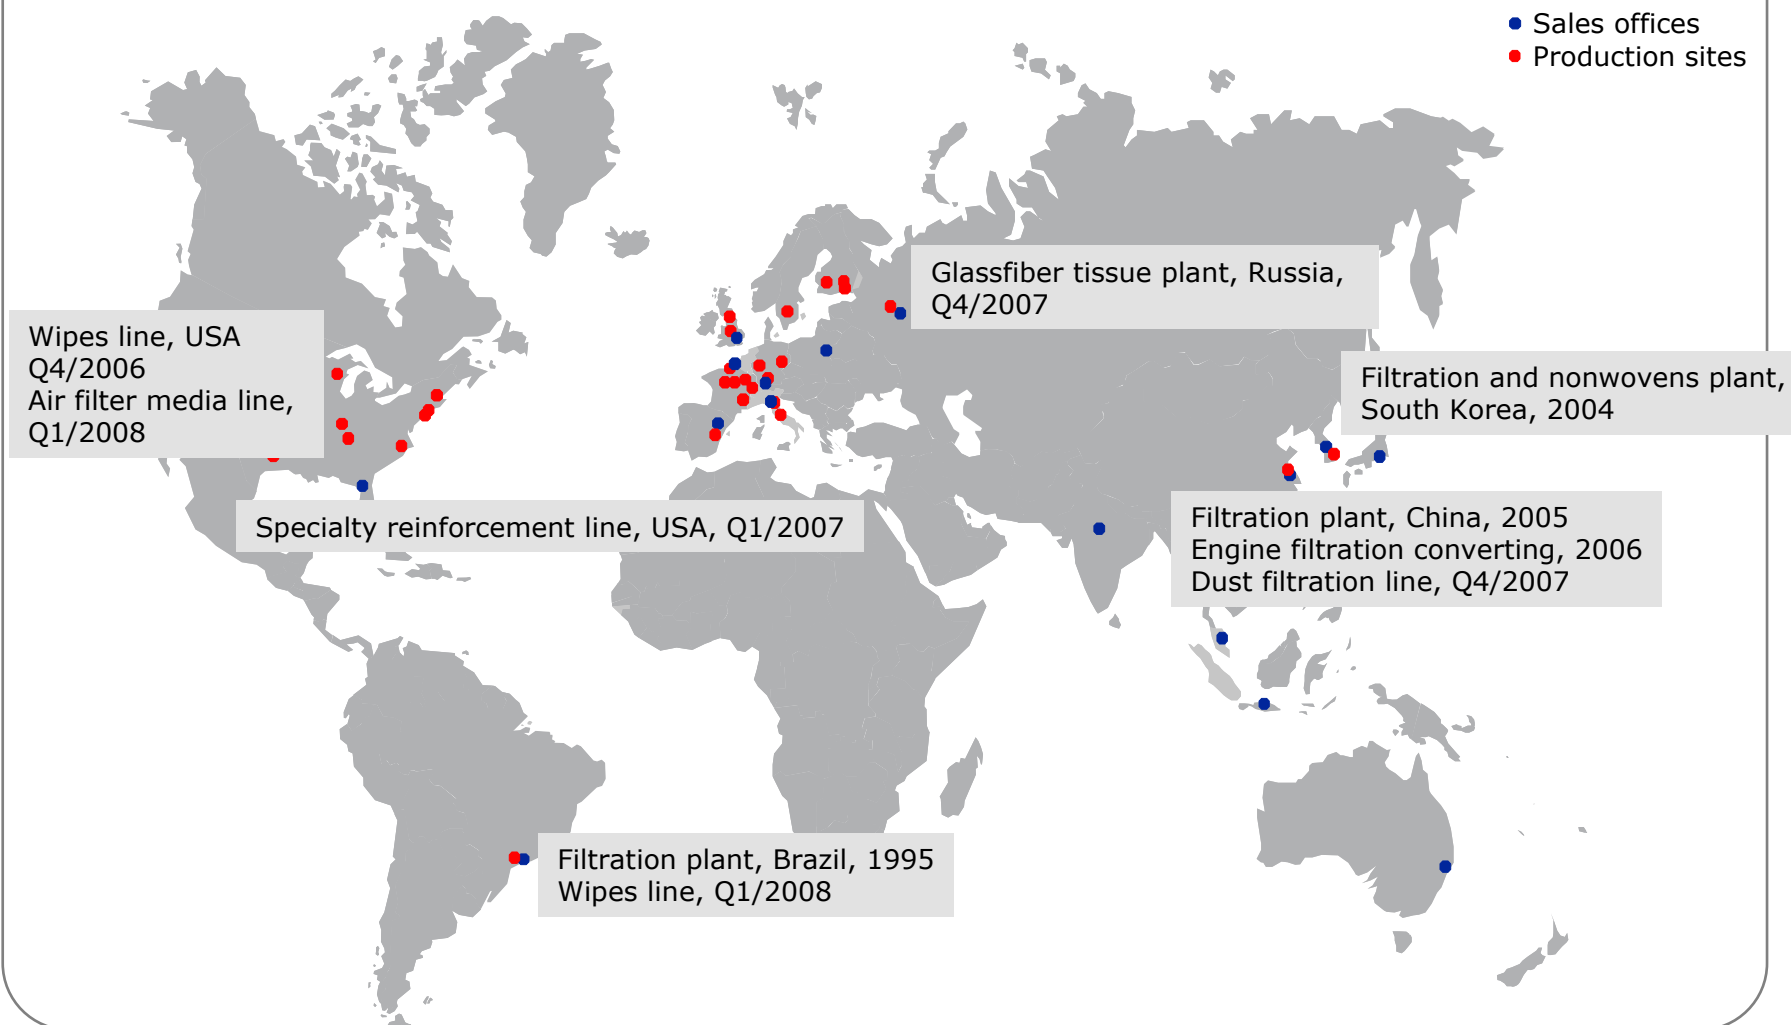 Sales offices
Production sites
Glassfiber tissue plant, Russia,
Q4/2007
Wipes line, USA
Q4/2006
Air filter media line,
Q1/2008
Filtration and nonwovens plant,
South Korea, 2004
Specialty reinforcement line, USA, Q1/2007
Filtration plant, China, 2005
Engine filtration converting, 2006
Dust filtration line, Q4/2007
Filtration plant, Brazil, 1995
Wipes line, Q1/2008